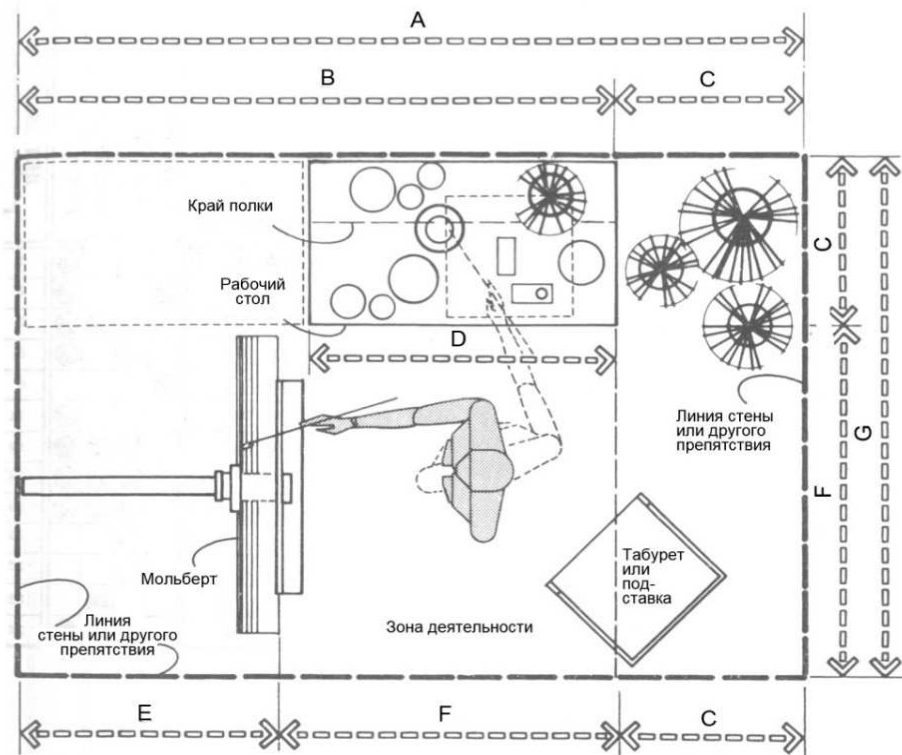 A
B
C
Край полки
Рабочий
стол
C
D
Линия стены
или другого
препятствия
G
F
Табурет
или
под-
ставка
Мольберт
Линия
стены или другого
препятствия
Зона деятельности
E
F
C